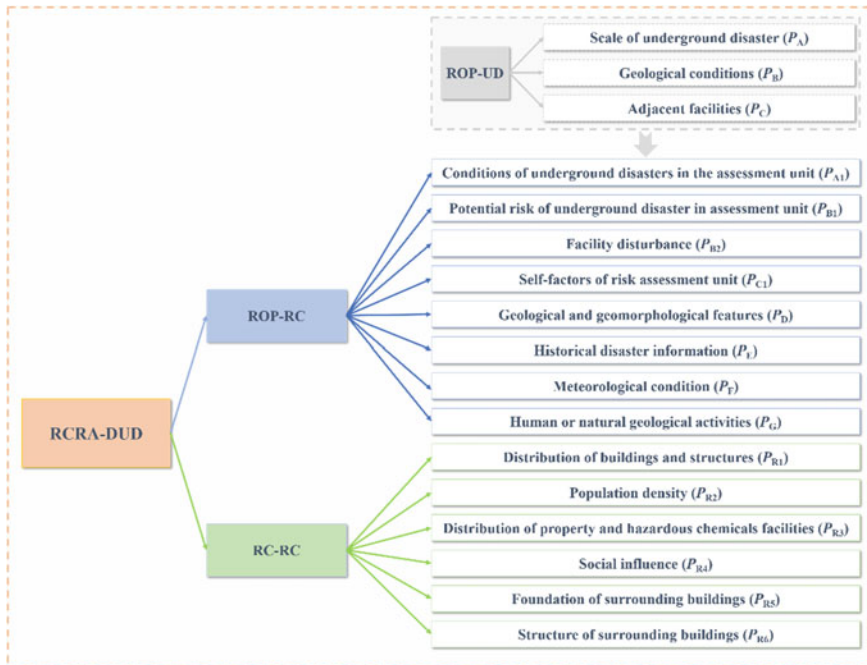 Scale of underground disaster (PA)
ROP-UD
Geological conditions (PB)
Adjacent facilities (PC)
Conditions of underground disasters in the assessment unit (PA1)
Potential risk of underground disaster in assessment unit (PB1)
Facility disturbance (PB2)
Self-factors of risk assessment unit (PC1)
ROP-RC
Geological and geomorphological features (PD)
Historical disaster information (PE)
Meteorological condition (PF)
Human or natural geological activities (PG)
RCRA-DUD
Distribution of buildings and structures (PR1)
Population density (PR2)
Distribution of property and hazardous chemicals facilities (PR3)
RC-RC
Social influence (PR4)
Foundation of surrounding buildings (PR5)
Structure of surrounding buildings (PR6)